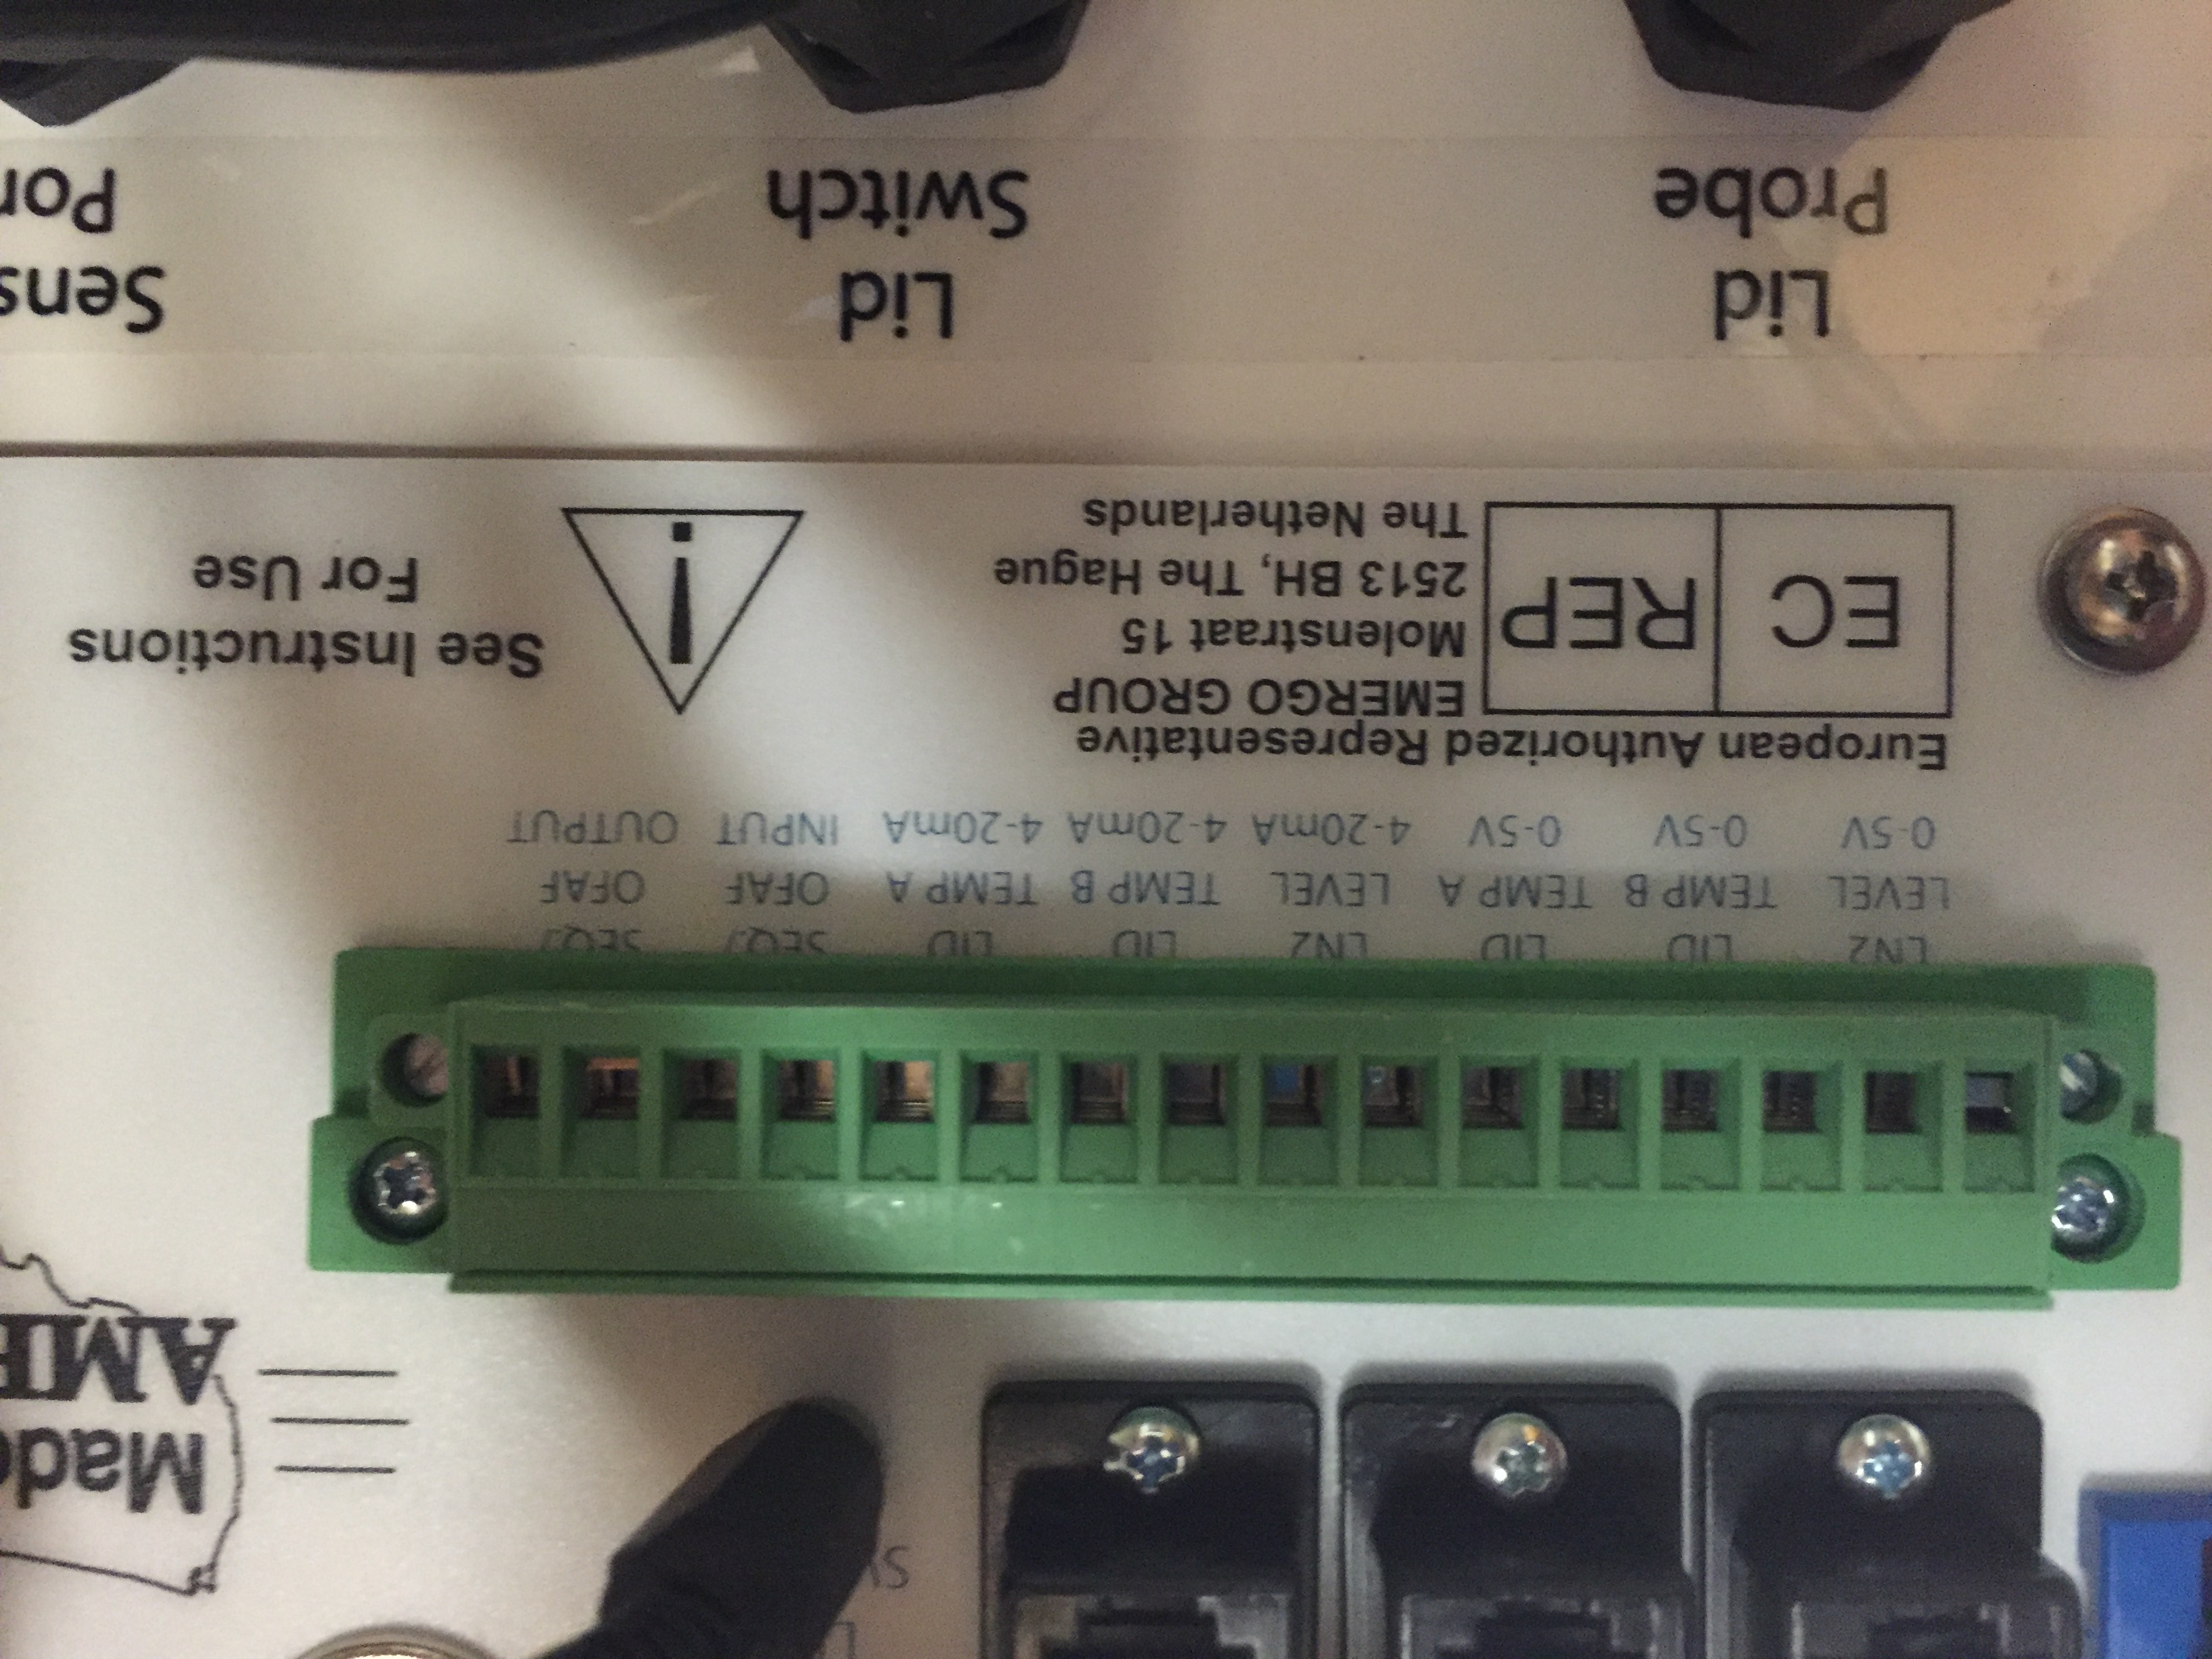 Made
LN2 LID LID LN2 LID LID SEQ./ SEQ./
LEVEL TEMP B TEMP A LEVEL TEMP B TEMP A OFAF OFAF
0-5V 0-5V 0-5V 4-20mA 4-20mA 4-20mA INPUT OUTPUT
European Authorized Representative
EC REP
EMERGO GROUP
Molenstraat 15
2513 BH, The Hague
The Netherlands
!
See Instructions
For Use
Lid
Probe
Lid
Switch